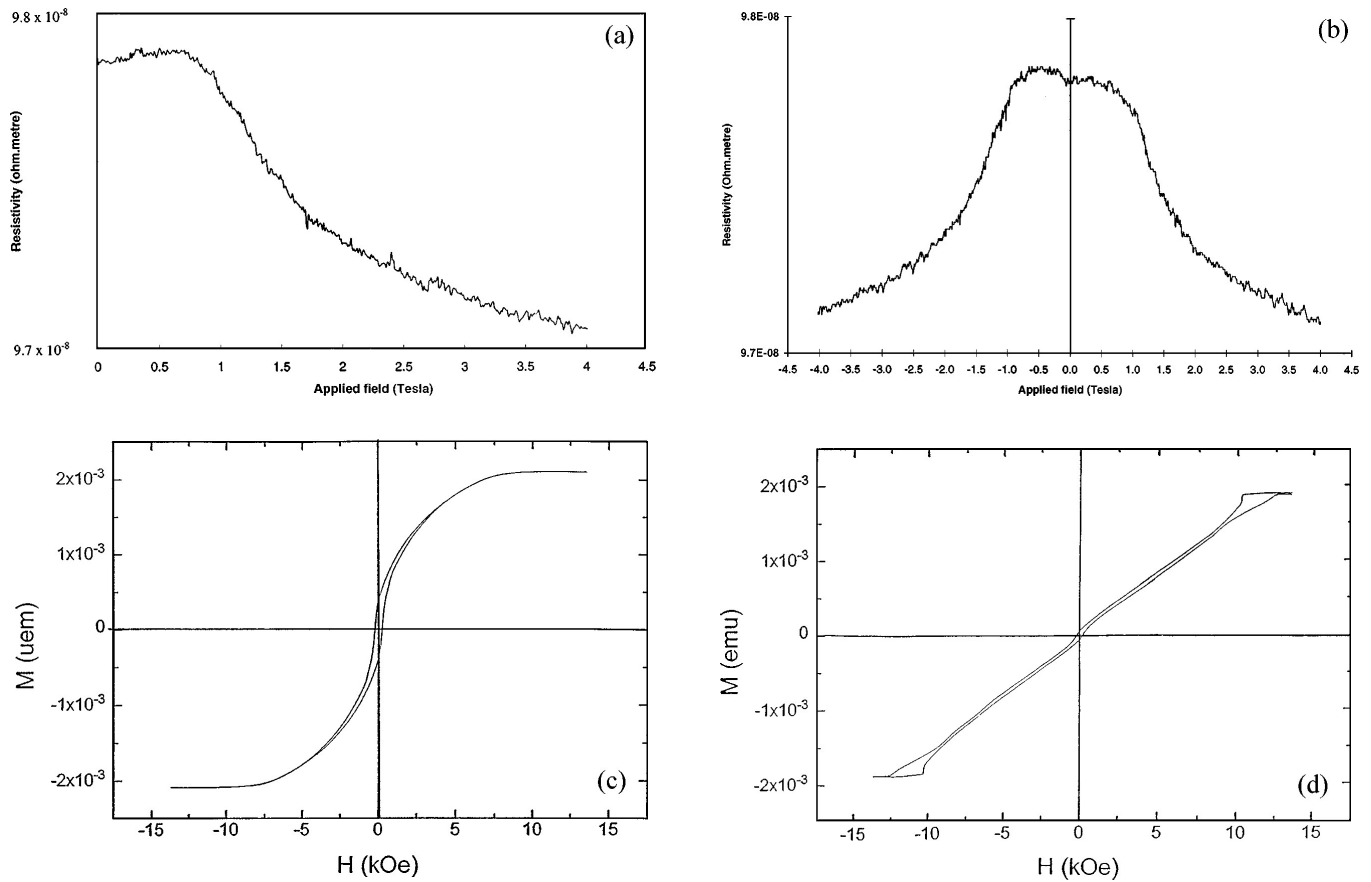 9.8 x 10-8
(a)
Resistivity (ohm.metre)
9.7 x 10-8
0 0.5 1 1.5 2 2.5 3 3.5 4 4.5
Applied field (Tesla)
9.8E-08
(b)
Resistivity (Ohm.metre)
9.7E-08
-4.5 -4.0 -3.5 -3.0 -2.5 -2.0 -1.5 -1.0 -0.5 0.0 0.5 1.0 1.5 2.0 2.5 3.0 3.5 4.0 4.5
Applied field (Tesla)
2x10-3
1x10-3
0
-1x10-3
-2x10-3
M (uem)
(c)
-15 -10 -5 0 5 10 15
H (kOe)
2x10-3
1x10-3
0
-1x10-3
-2x10-3
M (emu)
(d)
-15 -10 -5 0 5 10 15
H (kOe)